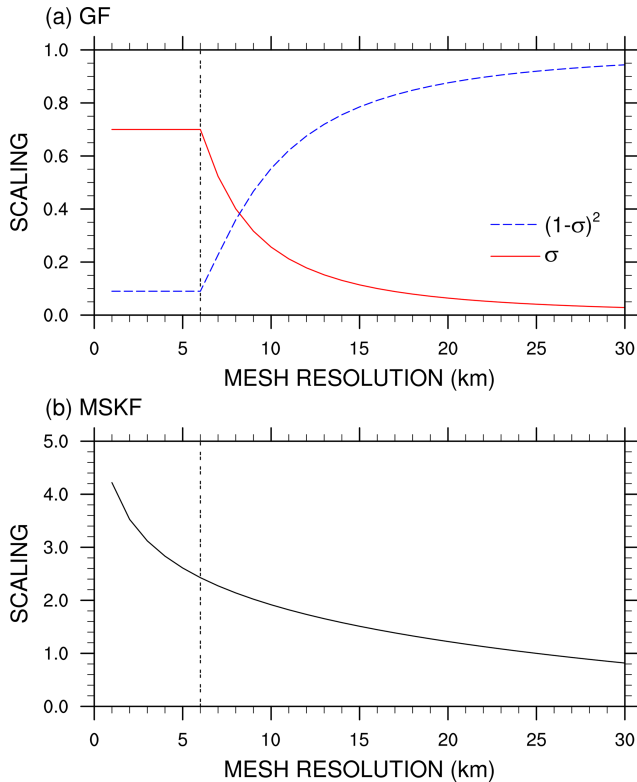 (a) GF
1.0
0.8
0.6
0.4
0.2
0.0
SCALING
(1-σ)²
σ
0 5 10 15 20 25 30
MESH RESOLUTION (km)
(b) MSKF
5.0
4.0
3.0
2.0
1.0
0.0
SCALING
0 5 10 15 20 25 30
MESH RESOLUTION (km)